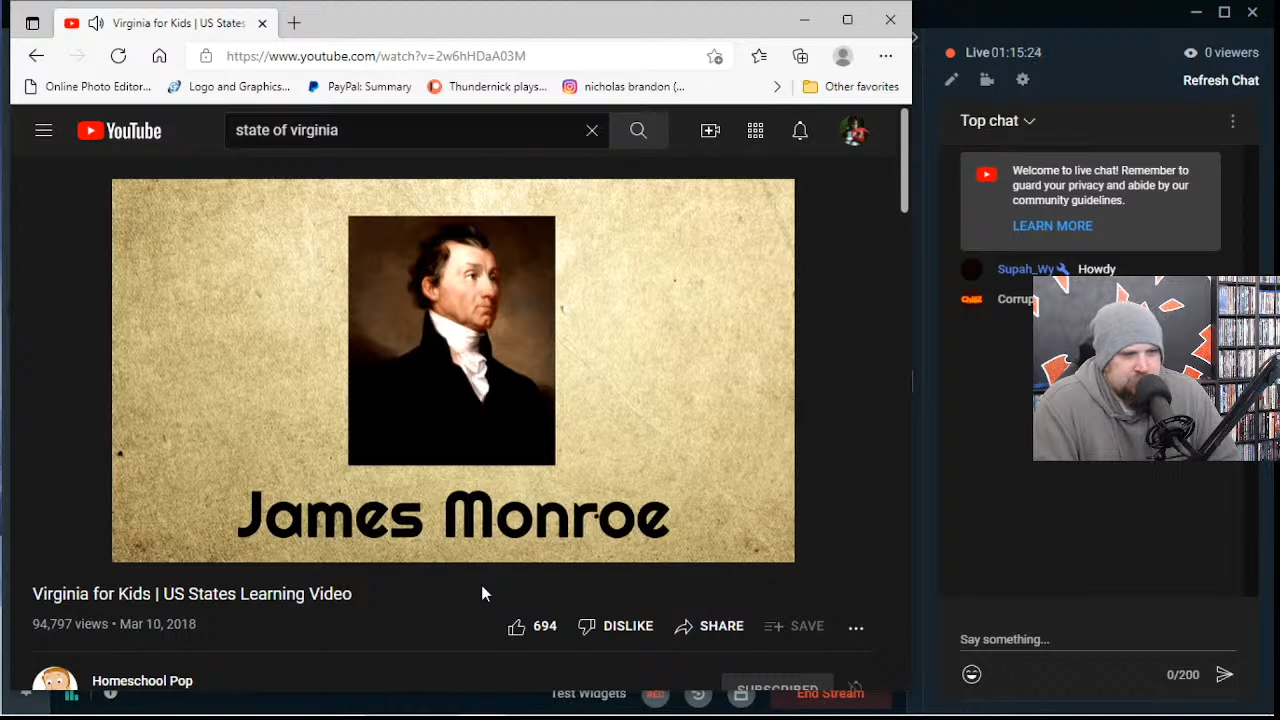 Virginia for Kids | US States
https://www.youtube.com/watch?v=2w6hHDaA03M
Online Photo Editor...
Logo and Graphics...
PayPal: Summary
Thundernick plays...
nicholas brandon (...
Other favorites
YouTube
state of virginia
James Monroe
Virginia for Kids | US States Learning Video
94,797 views • Mar 10, 2018
694
DISLIKE
SHARE
SAVE
Homeschool Pop
SUBSCRIBED
Test Widgets
REC
End Stream
Live 01:15:24
0 viewers
Refresh Chat
Top chat
Welcome to live chat! Remember to
guard your privacy and abide by our
community guidelines.
LEARN MORE
Supah_Wy Howdy
Corrup
Say something...
0/200